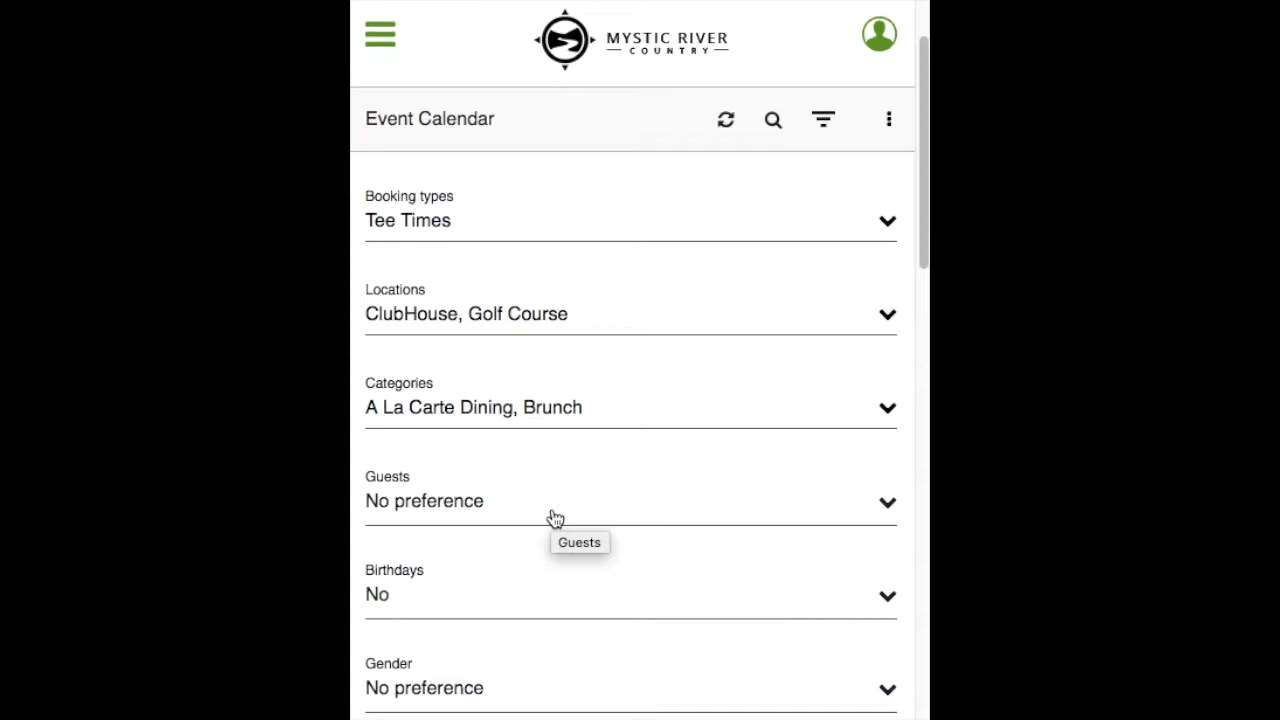 MYSTIC RIVER
COUNTRY
Event Calendar
Booking types
Tee Times
Locations
ClubHouse, Golf Course
Categories
A La Carte Dining, Brunch
Guests
No preference
Guests
Birthdays
No
Gender
No preference